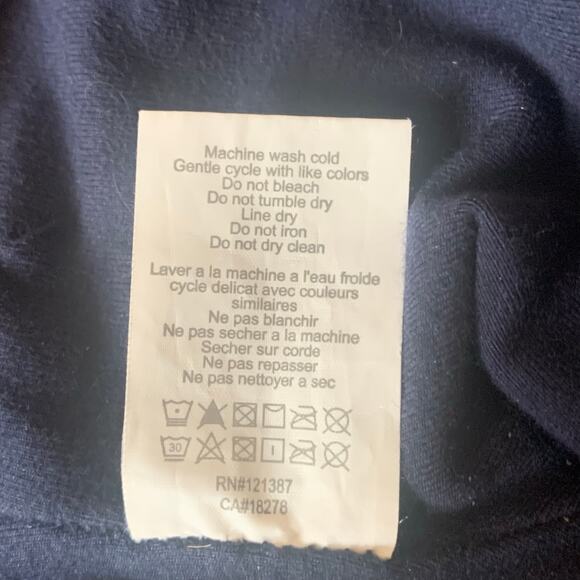 Machine wash cold
Gentle cycle with like colors
Do not bleach
Do not tumble dry
Line dry
Do not iron
Do not dry clean
Laver a la machine a l'eau froide
cycle delicat avec couleurs
similaires
Ne pas blanchir
Ne pas secher a la machine
Secher sur corde
Ne pas repasser
Ne pas nettoyer a sec
30
RN#121387
CA#18278